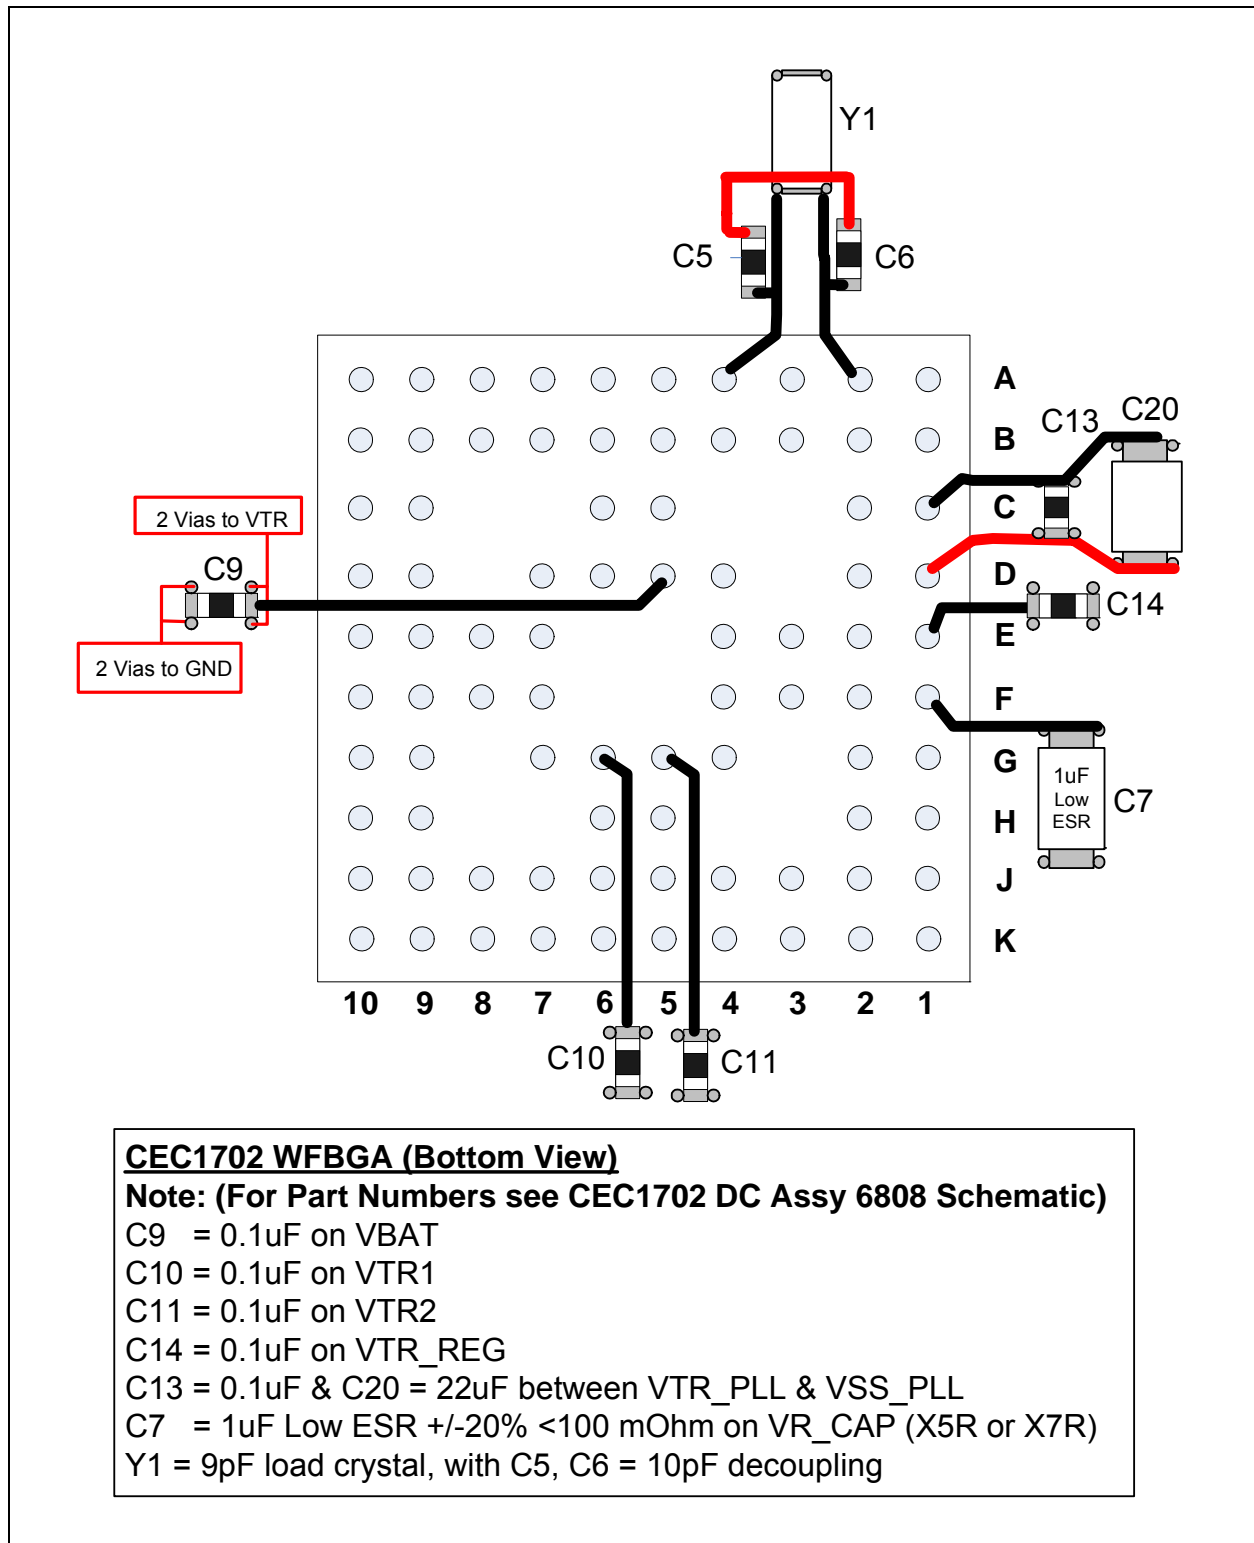 Y1
C5
C6
A
C13
C20
B
2 Vias to VTR
C
C9
D
C14
E
2 Vias to GND
F
G
1uF
Low
ESR
C7
H
J
K
10 9 8 7 6 5 4 3 2 1
C10
C11
CEC1702 WFBGA (Bottom View)
Note: (For Part Numbers see CEC1702 DC Assy 6808 Schematic)
C9 = 0.1uF on VBAT
C10 = 0.1uF on VTR1
C11 = 0.1uF on VTR2
C14 = 0.1uF on VTR_REG
C13 = 0.1uF & C20 = 22uF between VTR_PLL & VSS_PLL
C7 = 1uF Low ESR +/-20% <100 mOhm on VR_CAP (X5R or X7R)
Y1 = 9pF load crystal, with C5, C6 = 10pF decoupling